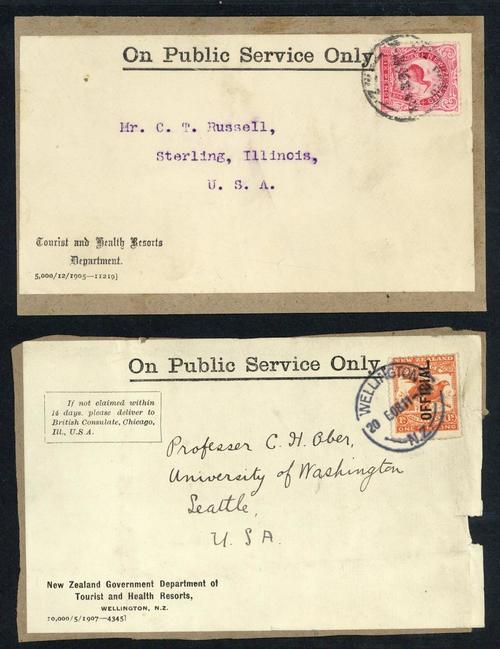 On Public Service Only.
Mr. C. T. Russell,
Sterling, Illinois,
U. S. A.
Tourist and Health Resorts
Department.
5,000/12/1905—11219]
On Public Service Only.
NEW ZEALAND
OFFICIAL
ONE SHILLING
WELLINGTON
N.Z.
If not claimed within
14 days, please deliver to
British Consulate, Chicago,
Ill., U.S A.
Professor C. H. Ober,
University of Washington
Seattle,
U. S A.
New Zealand Government Department of
Tourist and Health Resorts,
WELLINGTON, N.Z.
10,000/5/1907—4345]